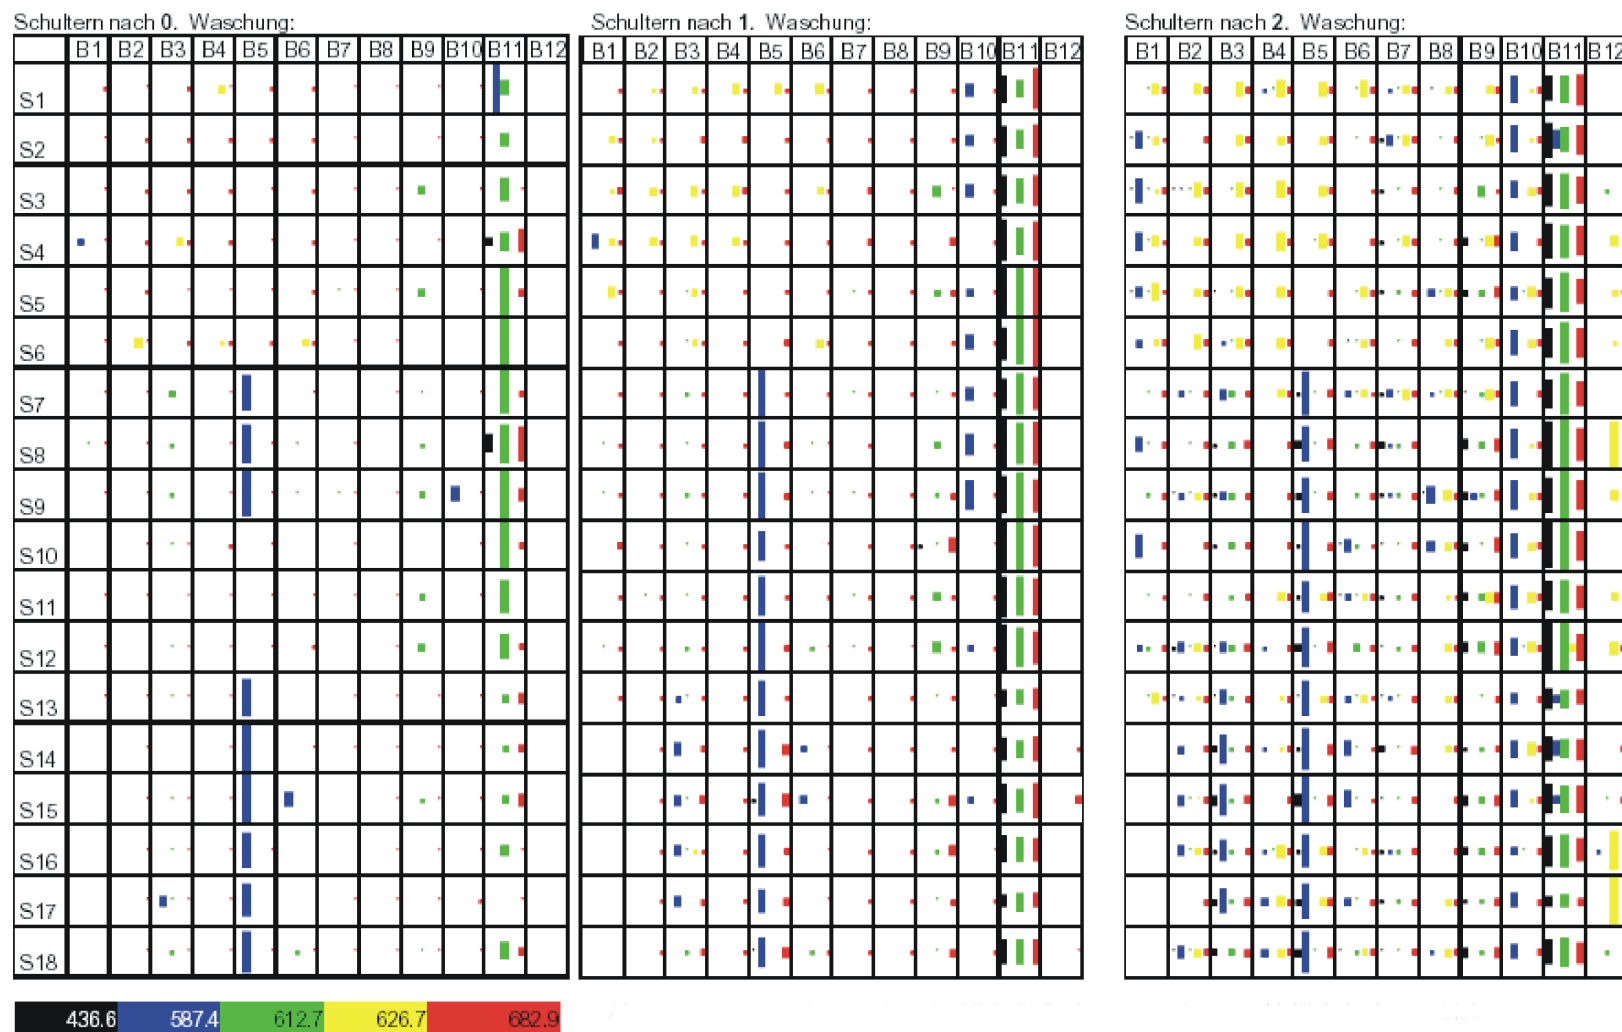 Schultern nach 0. Waschung:
Schultern nach 1. Waschung:
Schultern nach 2. Waschung:
B1 B2 B3 B4 B5 B6 B7 B8 B9 B10 B11 B12
B1 B2 B3 B4 B5 B6 B7 B8 B9 B10 B11 B12
B1 B2 B3 B4 B5 B6 B7 B8 B9 B10 B11 B12
S1
S2
S3
S4
S5
S6
S7
S8
S9
S10
S11
S12
S13
S14
S15
S16
S17
S18
436.6 587.4 612.7 626.7 682.9